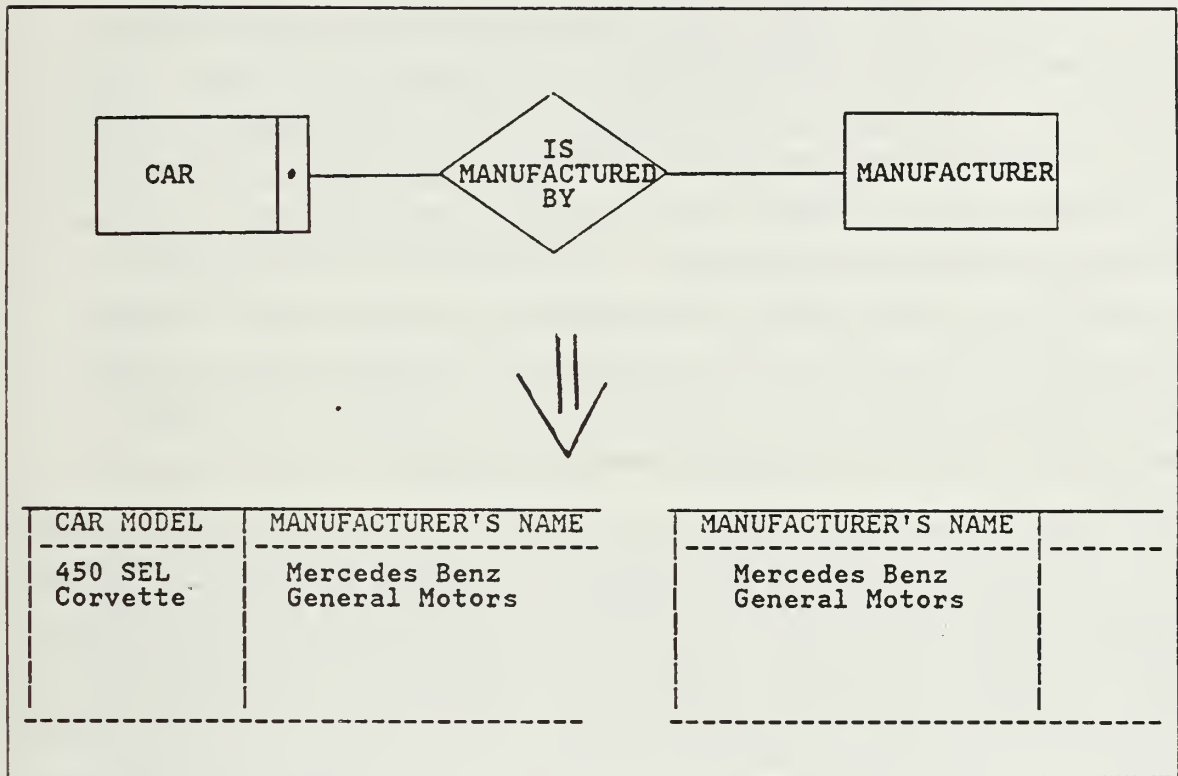 CAR
IS
MANUFACTURED
BY
MANUFACTURER
CAR MODEL MANUFACTURER'S NAME
450 SEL Mercedes Benz
Corvette General Motors
MANUFACTURER'S NAME
Mercedes Benz
General Motors